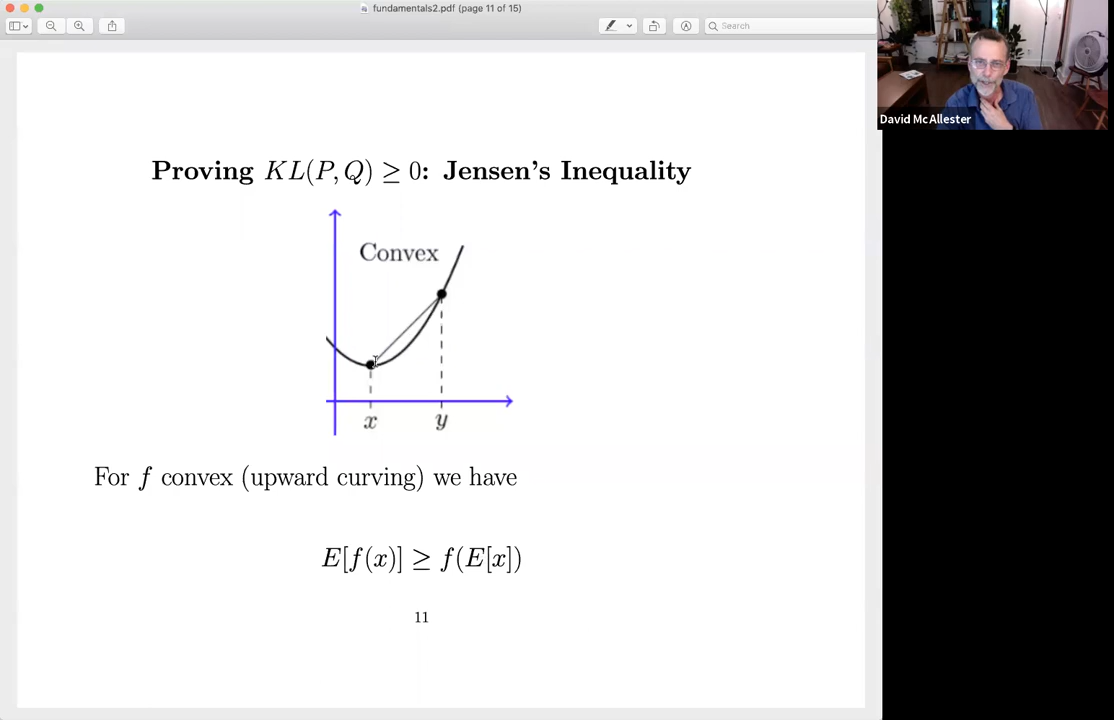 fundamentals2.pdf (page 11 of 15)
Search
David McAllester
Proving KL(P, Q) ≥ 0: Jensen's Inequality
Convex
x y
For f convex (upward curving) we have
E[f(x)] ≥ f(E[x])
11